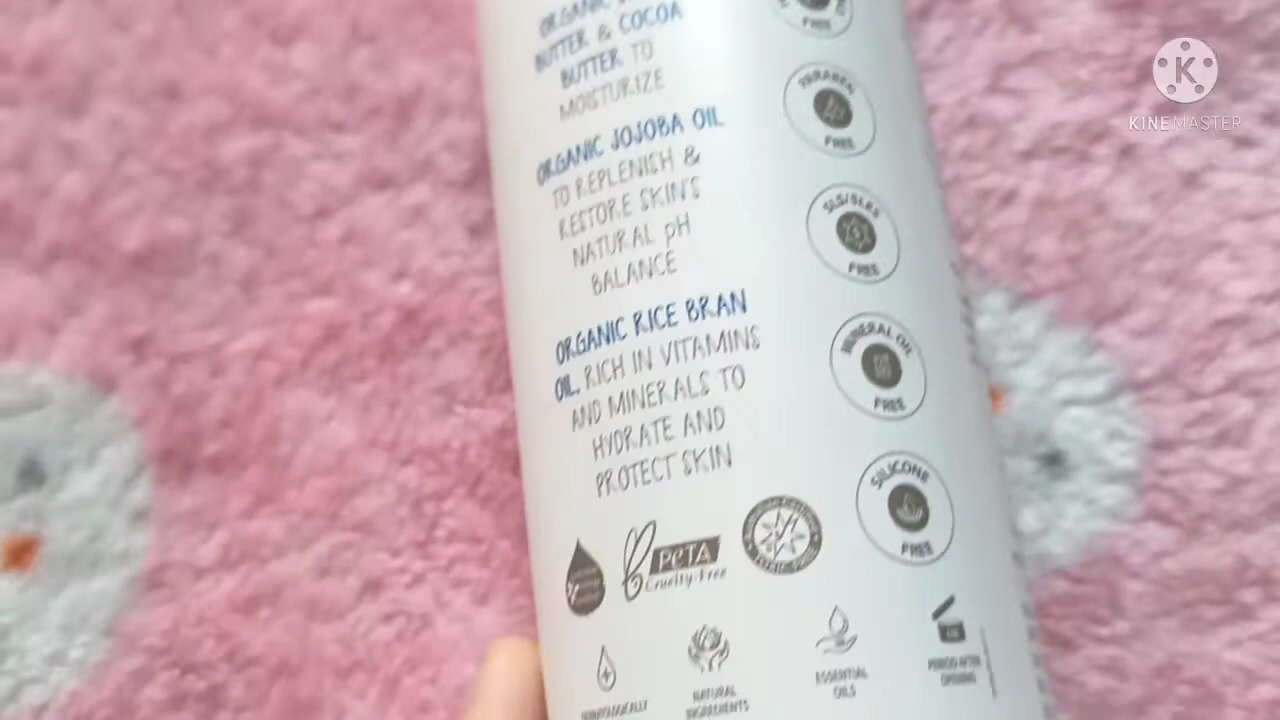 ORGANIC
BUTTER & COCOA
BUTTER TO
MOISTURIZE
ORGANIC JOJOBA OIL
TO REPLENISH &
RESTORE SKIN'S
NATURAL pH
BALANCE
ORGANIC RICE BRAN
OIL, RICH IN VITAMINS
AND MINERALS TO
HYDRATE AND
PROTECT SKIN
FREE
PARABEN
FREE
SLS/SLES
FREE
MINERAL OIL
FREE
SILICONE
FREE
PETA
Cruelty-Free
NATURAL
INGREDIENTS
ESSENTIAL
OILS
PERIOD AFTER
OPENING
K
KINEMASTER